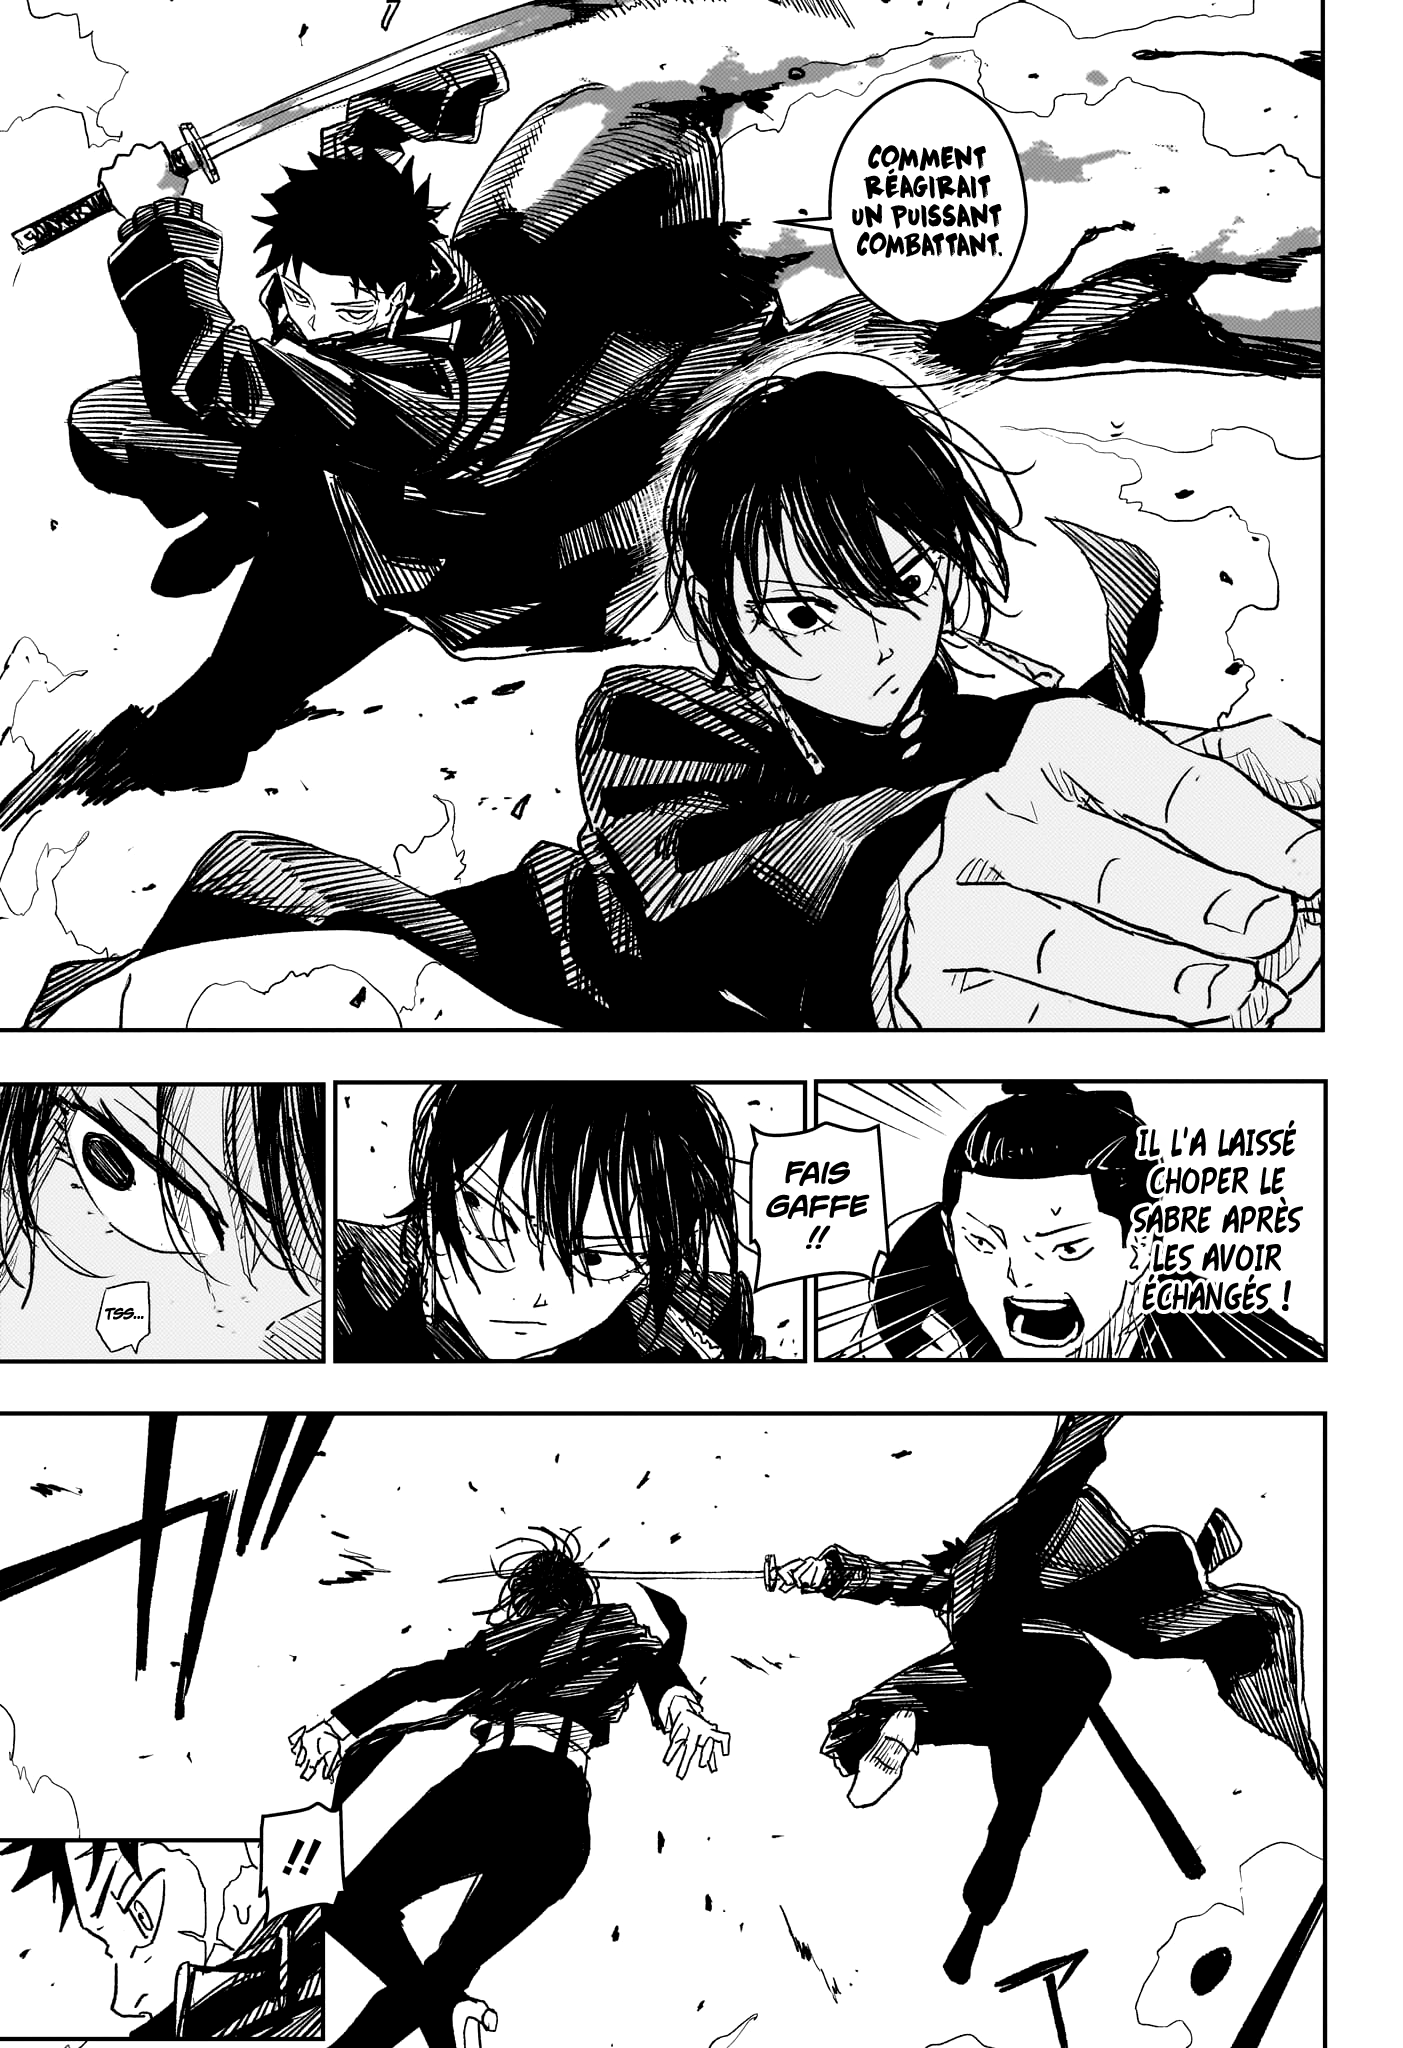 COMMENT
RÉAGIRAIT
UN PUISSANT
COMBATTANT.
IL L'A LAISSÉ
CHOPER LE
SABRE APRÈS
LES AVOIR
ÉCHANGÉS !
FAIS
GAFFE
!!
TSS...
!!